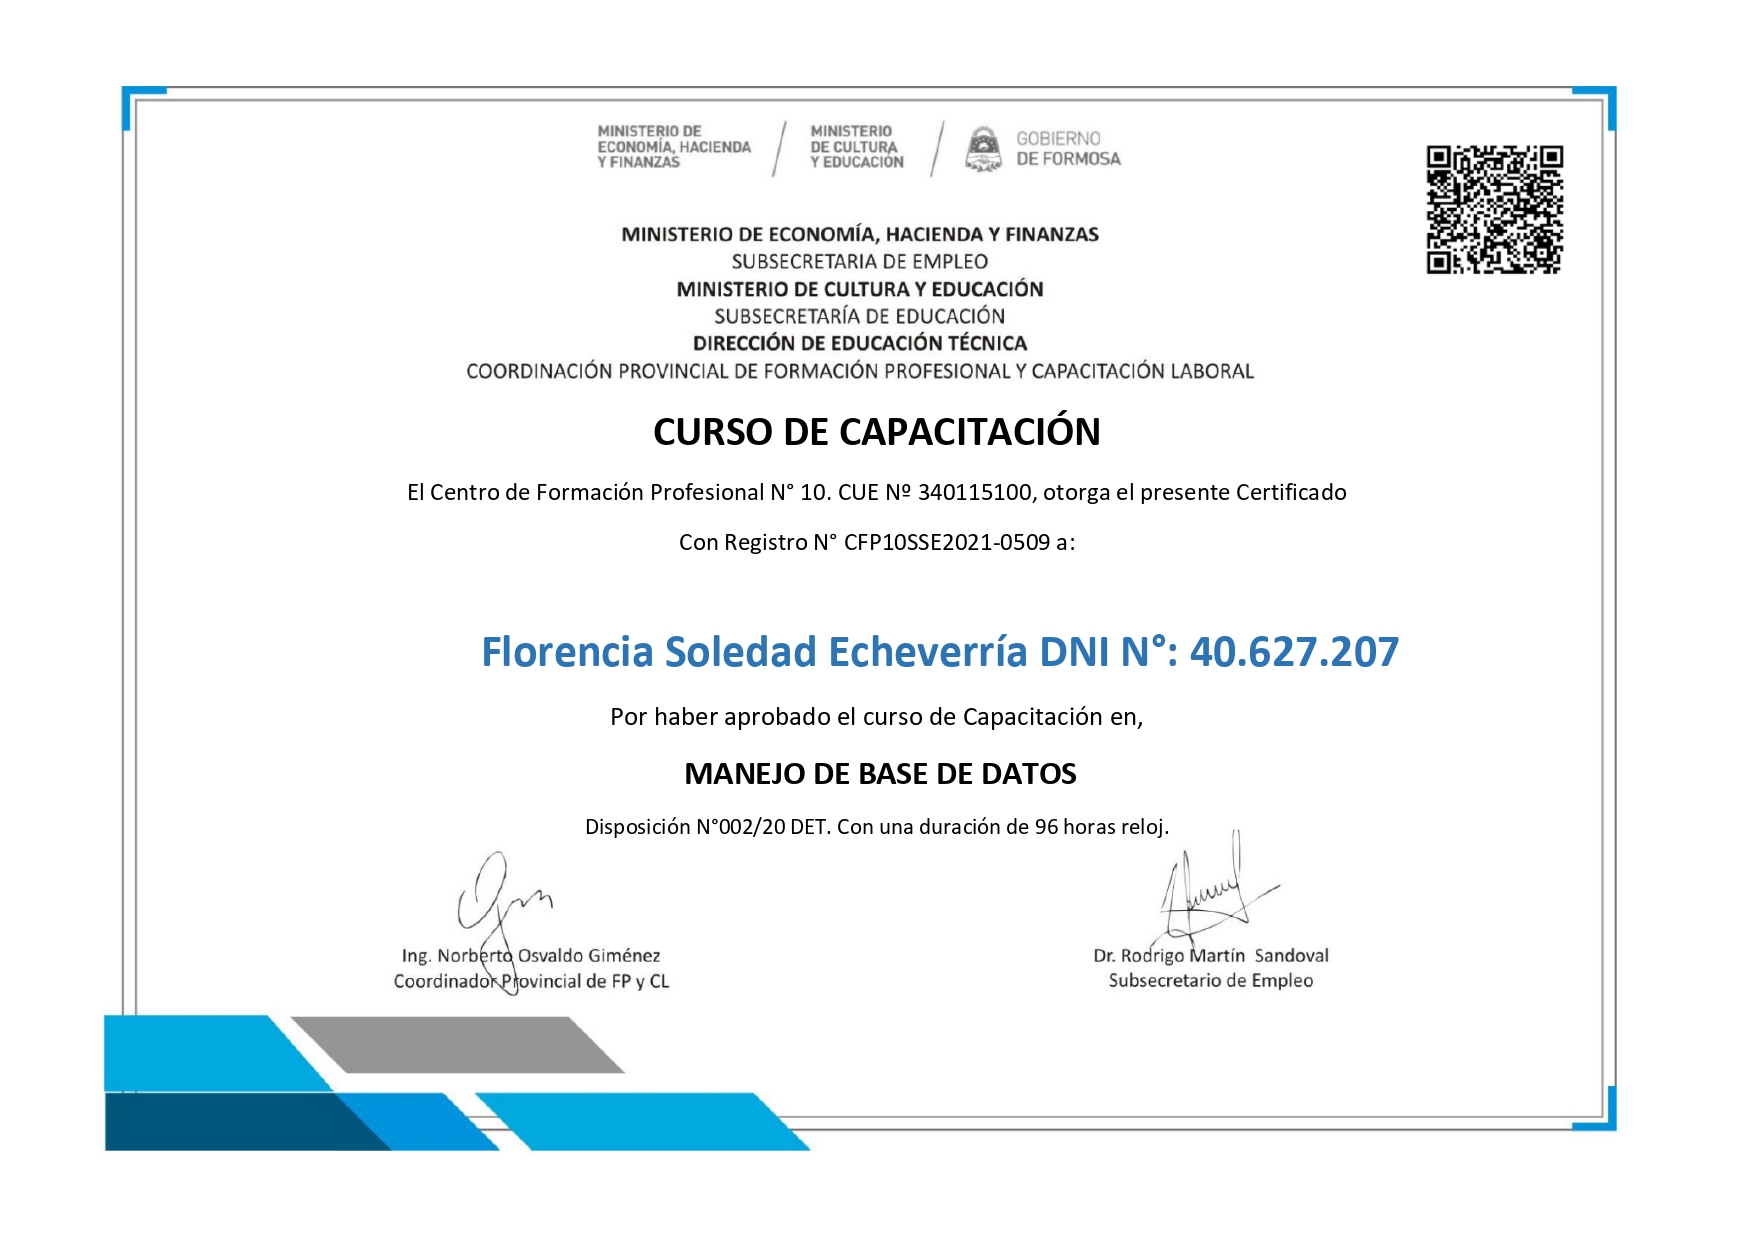 MINISTERIO DE
ECONOMÍA, HACIENDA
Y FINANZAS
MINISTERIO
DE CULTURA
Y EDUCACIÓN
GOBIERNO
DE FORMOSA
MINISTERIO DE ECONOMÍA, HACIENDA Y FINANZAS
SUBSECRETARIA DE EMPLEO
MINISTERIO DE CULTURA Y EDUCACIÓN
SUBSECRETARÍA DE EDUCACIÓN
DIRECCIÓN DE EDUCACIÓN TÉCNICA
COORDINACIÓN PROVINCIAL DE FORMACIÓN PROFESIONAL Y CAPACITACIÓN LABORAL
CURSO DE CAPACITACIÓN
El Centro de Formación Profesional N° 10. CUE Nº 340115100, otorga el presente Certificado
Con Registro N° CFP10SSE2021-0509 a:
Florencia Soledad Echeverría DNI N°: 40.627.207
Por haber aprobado el curso de Capacitación en,
MANEJO DE BASE DE DATOS
Disposición N°002/20 DET. Con una duración de 96 horas reloj.
Ing. Norberto Osvaldo Giménez
Coordinador Provincial de FP y CL
Dr. Rodrigo Martín Sandoval
Subsecretario de Empleo